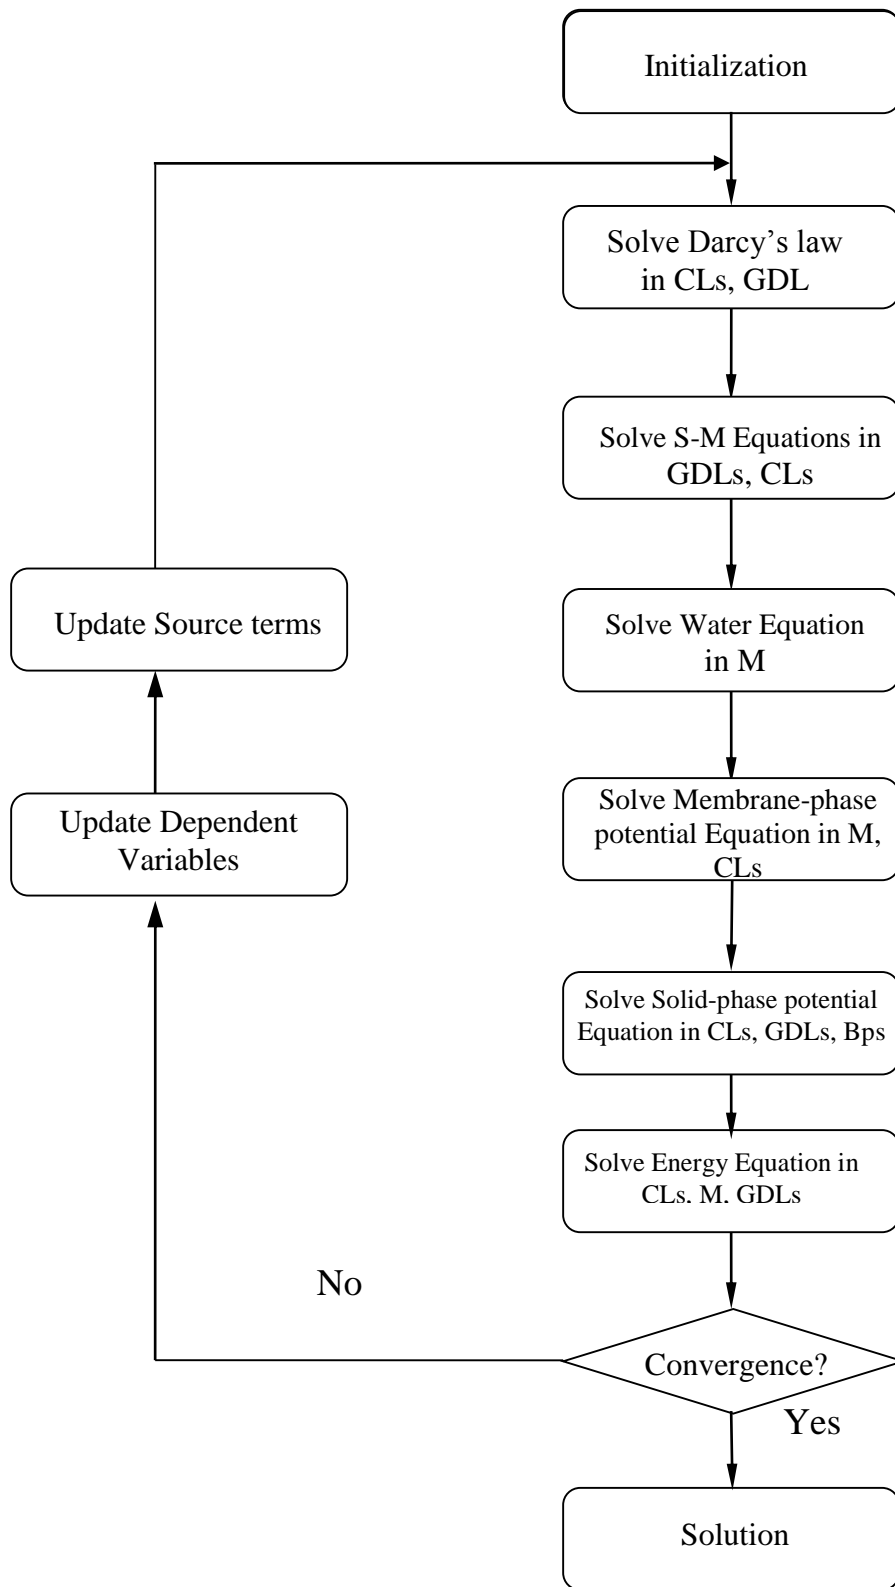 Initialization
Solve Darcy’s law
in CLs, GDL
Solve S-M Equations in
GDLs, CLs
Solve Water Equation
in M
Solve Membrane-phase
potential Equation in M,
CLs
Solve Solid-phase potential
Equation in CLs, GDLs, Bps
Solve Energy Equation in
CLs, M, GDLs
Convergence?
No
Yes
Update Dependent
Variables
Update Source terms
Solution